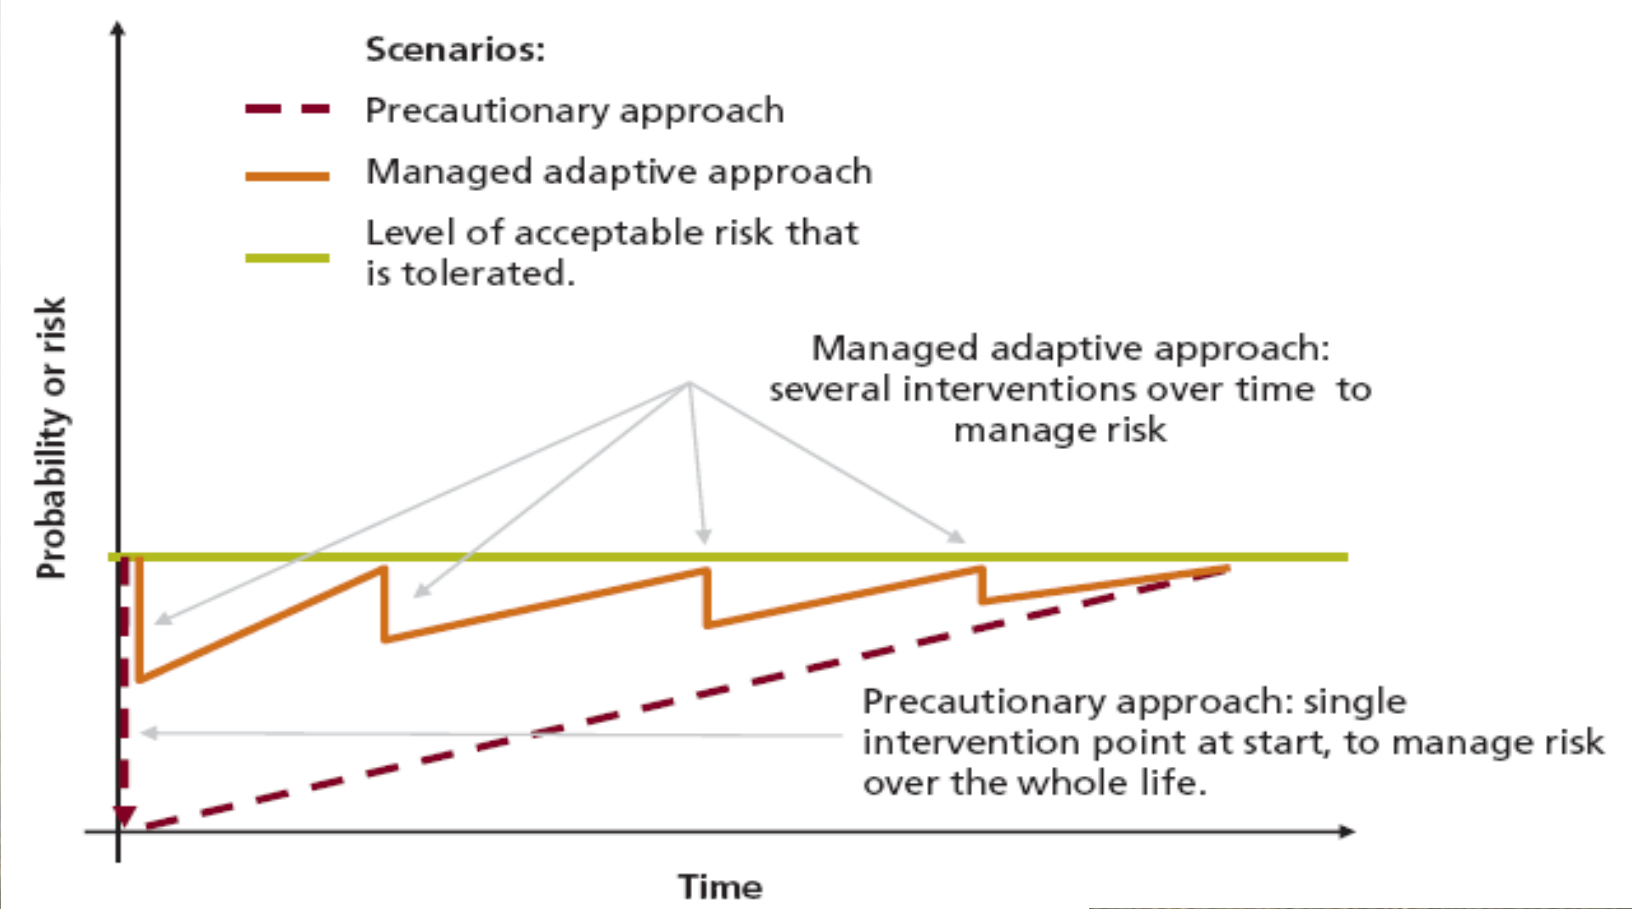 Scenarios:
Precautionary approach
Managed adaptive approach
Level of acceptable risk that
is tolerated.
Probability or risk
Managed adaptive approach:
several interventions over time to
manage risk
Precautionary approach: single
intervention point at start, to manage risk
over the whole life.
Time